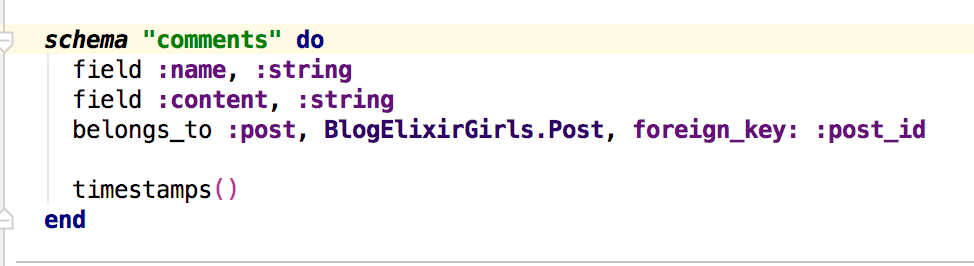 schema "comments" do
field :name, :string
field :content, :string
belongs_to :post, BlogElixirGirls.Post, foreign_key: :post_id
timestamps()
end